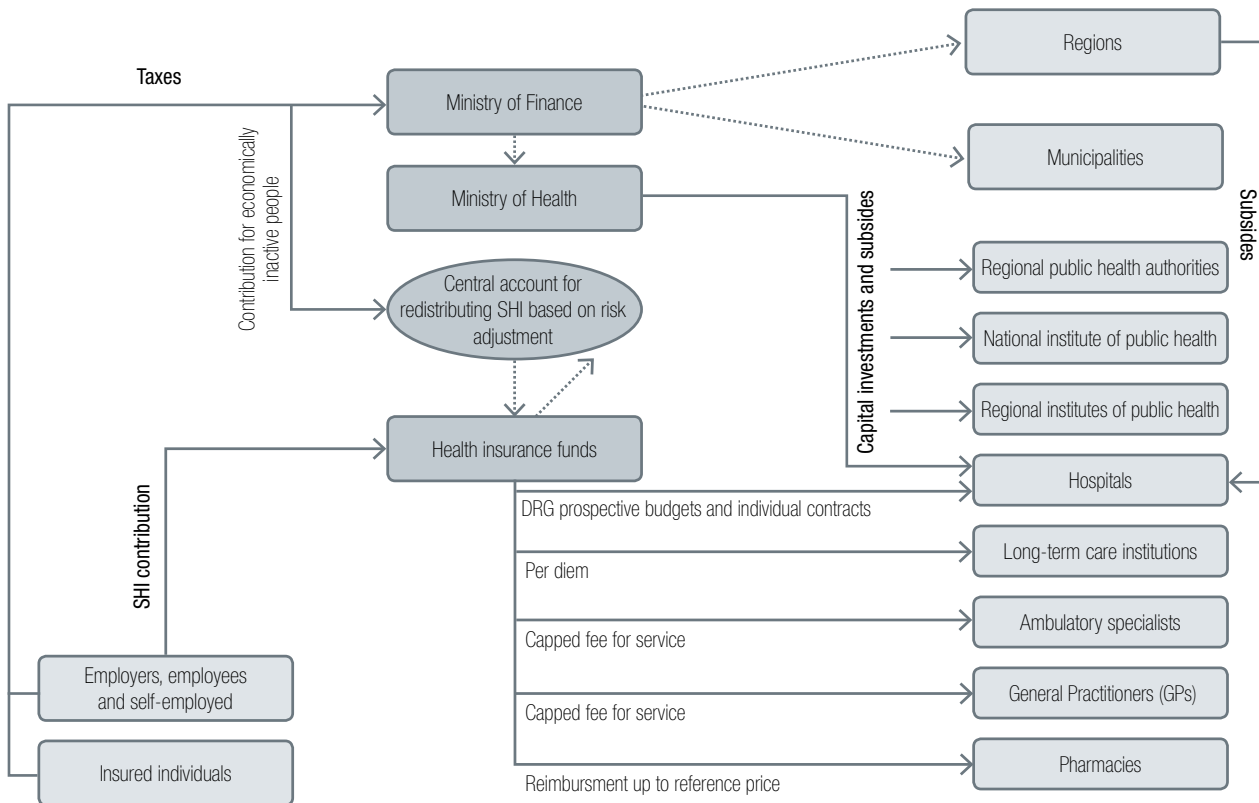 Taxes
Ministry of Finance
Regions
Municipalities
Contribution for economically
inactive people
Ministry of Health
Central account for
redistributing SHI based on risk
adjustment
Capital investments and subsides
Subsides
Regional public health authorities
National institute of public health
Regional institutes of public health
Health insurance funds
Hospitals
DRG prospective budgets and individual contracts
Long-term care institutions
Per diem
SHI contribution
Ambulatory specialists
Capped fee for service
Employers, employees
and self-employed
General Practitioners (GPs)
Capped fee for service
Insured individuals
Pharmacies
Reimbursment up to reference price